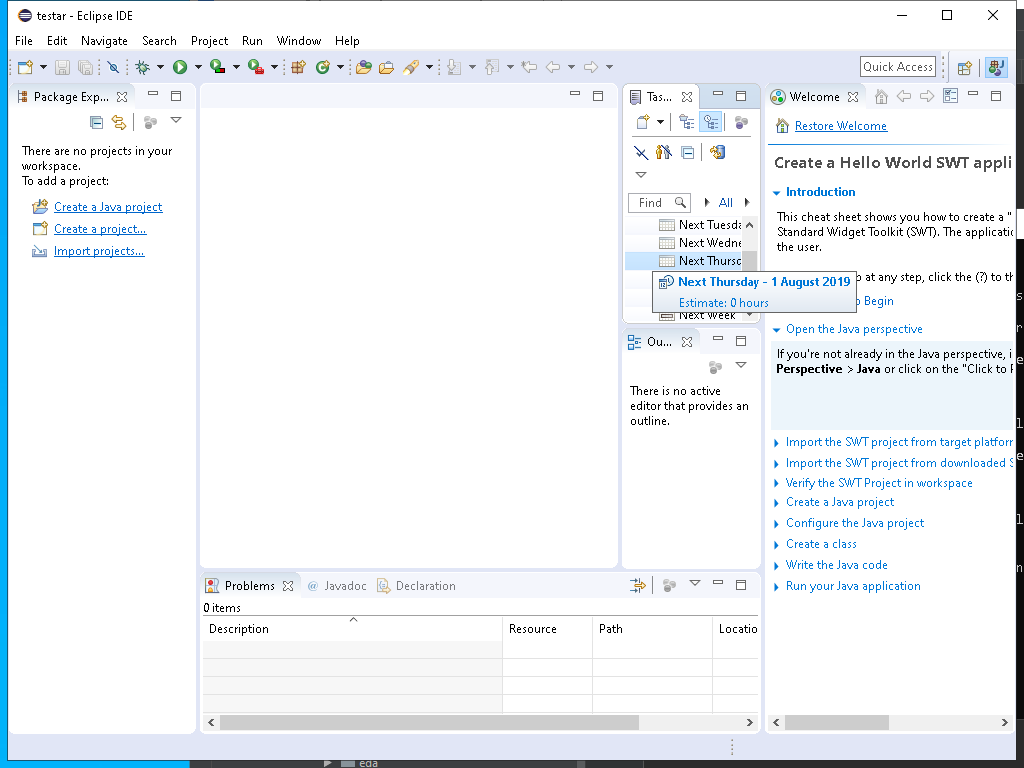 testar - Eclipse IDE
File Edit Navigate Search Project Run Window Help
Quick Access
Package Exp...
There are no projects in your
workspace.
To add a project:
Create a Java project
Create a project...
Import projects...
Tas...
Find
All
Next Tuesda
Next Wedne
Next Thursd
Next Thursday - 1 August 2019
Estimate: 0 hours
Next Week
Ou...
There is no active
editor that provides an
outline.
Welcome
Restore Welcome
Create a Hello World SWT appli
Introduction
This cheat sheet shows you how to create a "
Standard Widget Toolkit (SWT). The applicatio
the user.
p at any step, click the (?) to th
o Begin
Open the Java perspective
If you're not already in the Java perspective, i
Perspective > Java or click on the "Click to P
Import the SWT project from target platforn
Import the SWT project from downloaded S
Verify the SWT Project in workspace
Create a Java project
Configure the Java project
Create a class
Write the Java code
Run your Java application
Problems @ Javadoc Declaration
0 items
Description Resource Path Locatio
eda